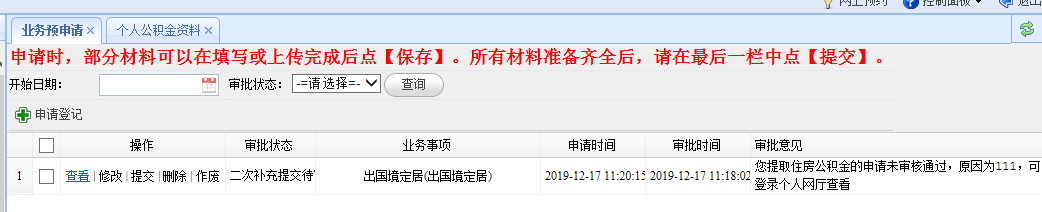 网上预约 控制面板 退出
业务预申请 个人公积金资料
申请时，部分材料可以在填写或上传完成后点【保存】。所有材料准备齐全后，请在最后一栏中点【提交】。
开始日期： 审批状态： -=请选择=- 查询
申请登记
操作 审批状态 业务事项 申请时间 审批时间 审批意见
1 查看 | 修改 | 提交 | 删除 | 作废 二次补充提交待 出国境定居(出国境定居) 2019-12-17 11:20:15 2019-12-17 11:18:02 您提取住房公积金的申请未审核通过，原因为111，可
登录个人网厅查看